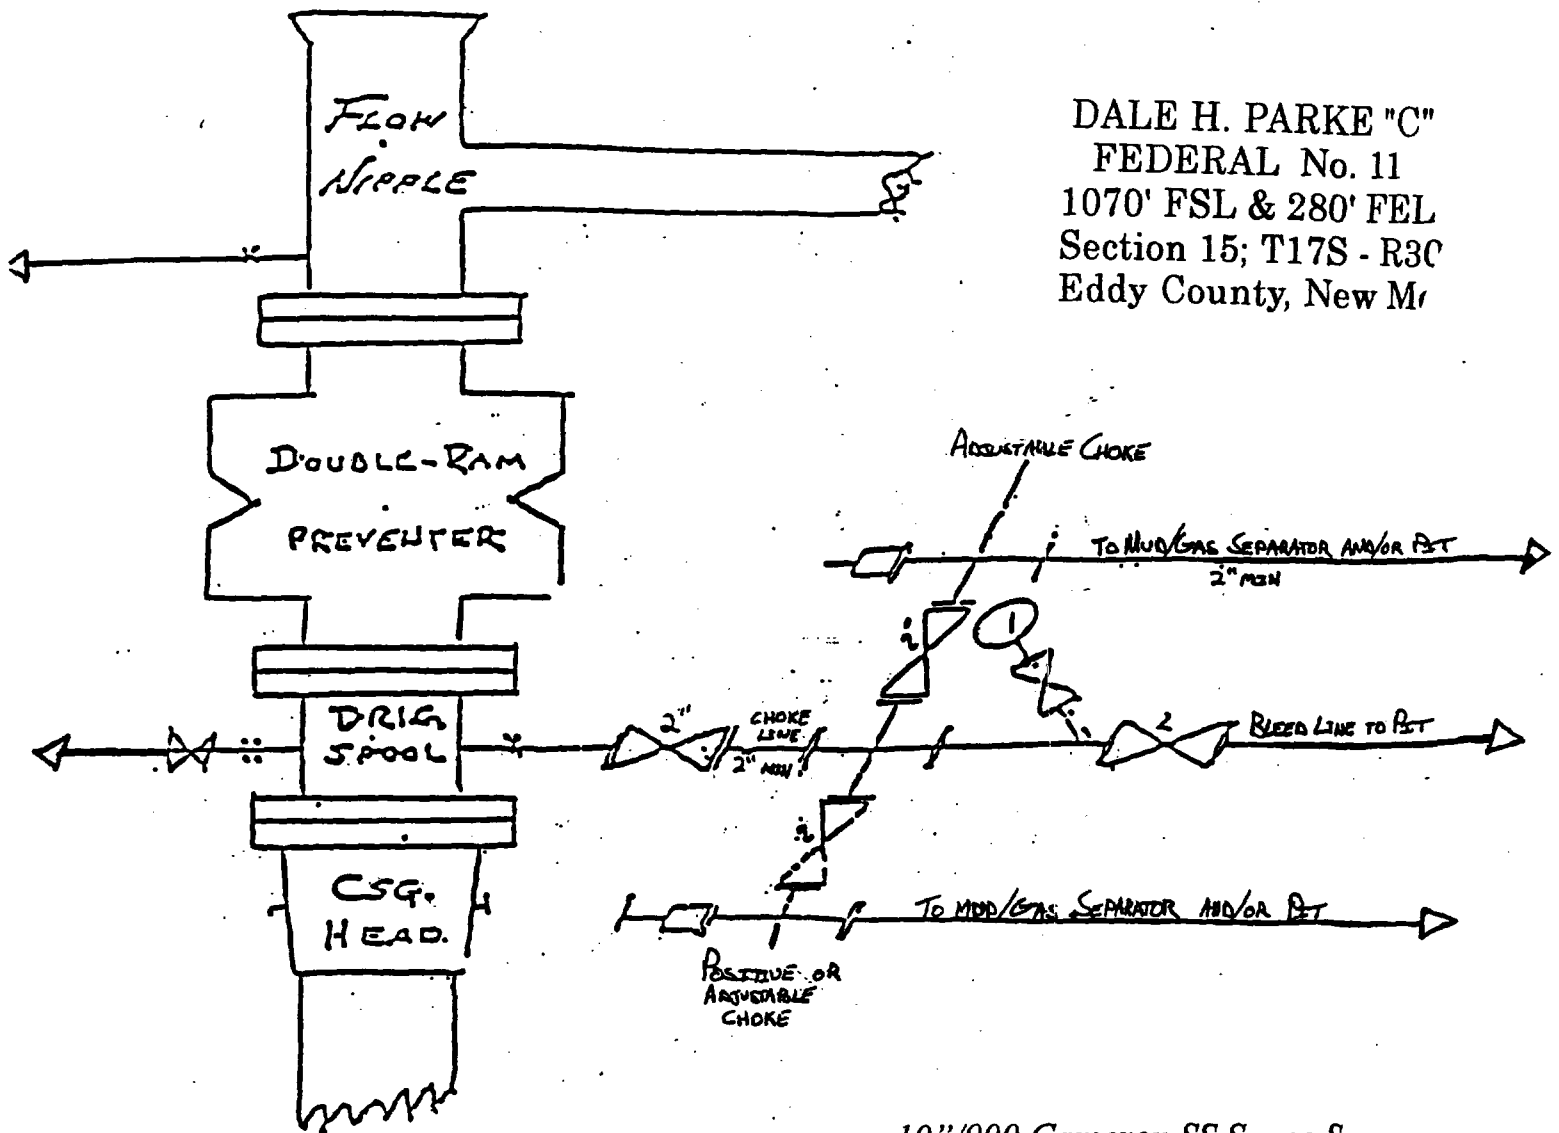 DALE H. PARKE "C"
FEDERAL No. 11
1070' FSL & 280' FEL
Section 15; T17S - R30
Eddy County, New
FLOW
NIPPLE
DOUBLE-RAM
PREVENTER
ADJUSTABLE CHOKE
TO MUD/GAS SEPARATOR AND/OR PIT
2" MIN
2"
1
DRLG.
SPOOL
2"
CHOKE
LINE
2" MIN.
2
BLEED LINE TO PIT
2"
CSG.
HEAD.
TO MUD/GAS SEPARATOR AND/OR PIT
POSITIVE OR
ADJUSTABLE
CHOKE